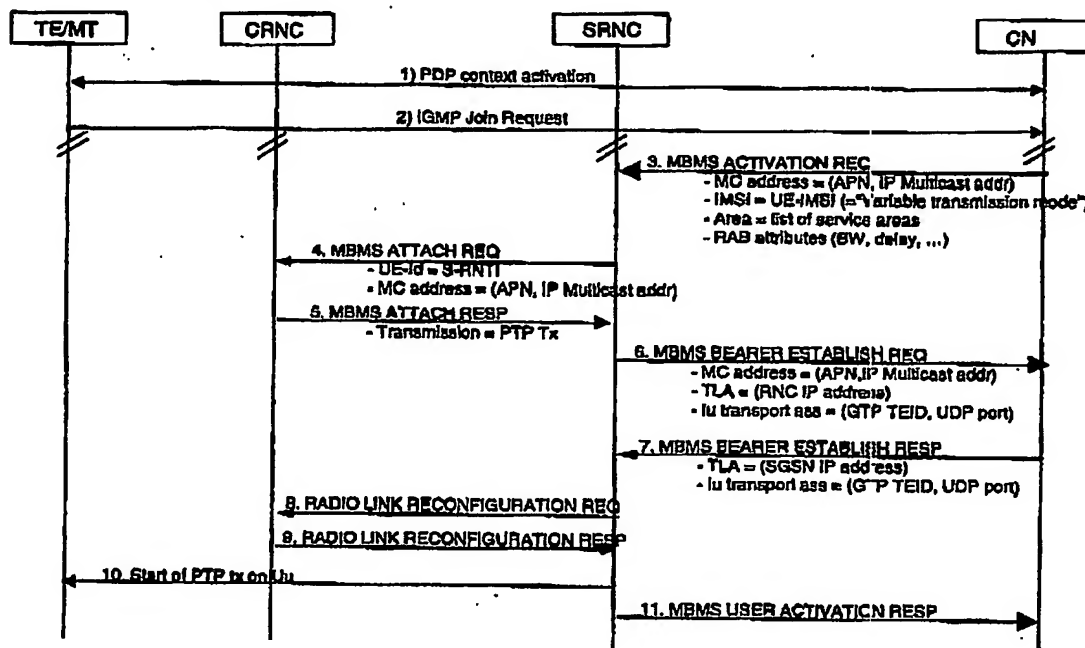 TE/MT
CRNC
SRNC
CN
1) PDP context activation
2) IGMP Join Request
3. MBMS ACTIVATION REQ
- MC address = (APN, IP Multicast addr)
- IMSI = UE-IMSI (="Variable transmission mode")
- Area = list of service areas
- RAB attributes (BW, delay, ...)
4. MBMS ATTACH REQ
- UE-id = S-RNTI
- MC address = (APN, IP Multicast addr)
5. MBMS ATTACH RESP
- Transmission = PTP Tx
6. MBMS BEARER ESTABLISH REQ
- MC address = (APN,IP Multicast addr)
- TLA = (RNC IP address)
- Iu transport ass = (GTP TEID, UDP port)
7. MBMS BEARER ESTABLISH RESP
- TLA = (SGSN IP address)
- Iu transport ass = (GTP TEID, UDP port)
8. RADIO LINK RECONFIGURATION REQ
9. RADIO LINK RECONFIGURATION RESP
10. Start of PTP tx on Uu
11. MBMS USER ACTIVATION RESP